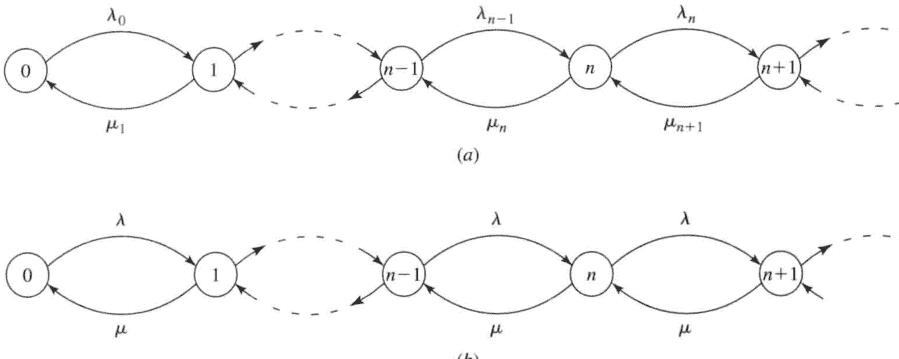 λ₀ λₙ₋₁ λₙ
0 1 n−1 n n+1
μ₁ μₙ μₙ₊₁
(a)
λ λ λ
0 1 n−1 n n+1
μ μ μ
(b)